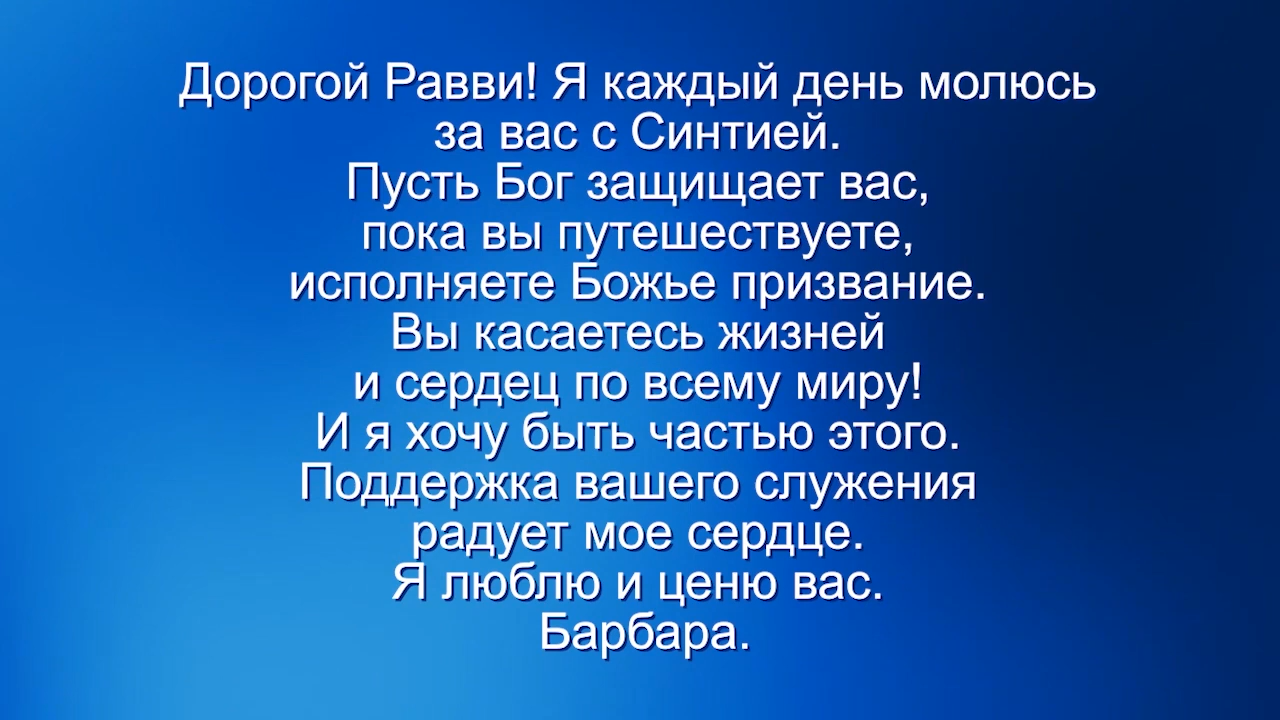 Дорогой Равви! Я каждый день молюсь
за вас с Синтией.
Пусть Бог защищает вас,
пока вы путешествуете,
исполняете Божье призвание.
Вы касаетесь жизней
и сердец по всему миру!
И я хочу быть частью этого.
Поддержка вашего служения
радует мое сердце.
Я люблю и ценю вас.
Барбара.